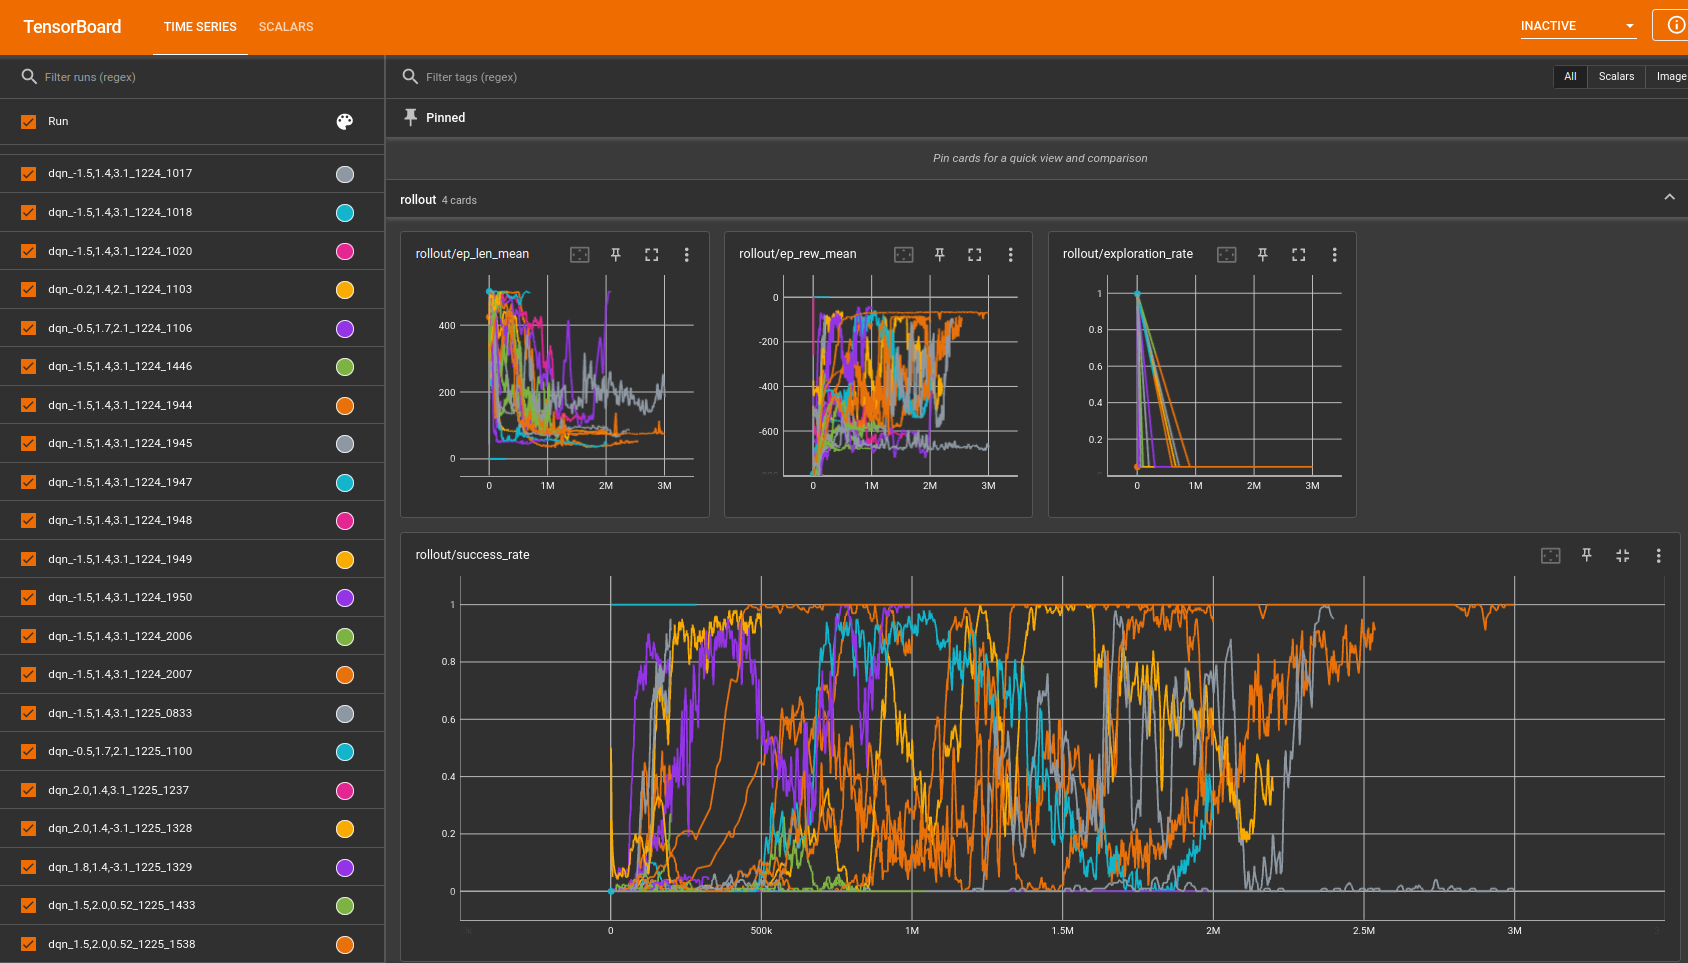 TensorBoard
TIME SERIES
SCALARS
INACTIVE
Filter runs (regex)
Run
dqn_-1.5,1.4,3.1_1224_1017
dqn_-1.5,1.4,3.1_1224_1018
dqn_-1.5,1.4,3.1_1224_1020
dqn_-0.2,1.4,2.1_1224_1103
dqn_-0.5,1.7,2.1_1224_1106
dqn_-1.5,1.4,3.1_1224_1446
dqn_-1.5,1.4,3.1_1224_1944
dqn_-1.5,1.4,3.1_1224_1945
dqn_-1.5,1.4,3.1_1224_1947
dqn_-1.5,1.4,3.1_1224_1948
dqn_-1.5,1.4,3.1_1224_1949
dqn_-1.5,1.4,3.1_1224_1950
dqn_-1.5,1.4,3.1_1224_2006
dqn_-1.5,1.4,3.1_1224_2007
dqn_-1.5,1.4,3.1_1225_0833
dqn_-0.5,1.7,2.1_1225_1100
dqn_2.0,1.4,3.1_1225_1237
dqn_2.0,1.4,-3.1_1225_1328
dqn_1.8,1.4,-3.1_1225_1329
dqn_1.5,2.0,0.52_1225_1433
dqn_1.5,2.0,0.52_1225_1538
Filter tags (regex)
All
Scalars
Image
Pinned
Pin cards for a quick view and comparison
rollout 4 cards
rollout/ep_len_mean
400
200
0
0 1M 2M 3M
rollout/ep_rew_mean
0
-200
-400
-600
0 1M 2M 3M
rollout/exploration_rate
1
0.8
0.6
0.4
0.2
0 1M 2M 3M
rollout/success_rate
1
0.8
0.6
0.4
0.2
0
0 500k 1M 1.5M 2M 2.5M 3M